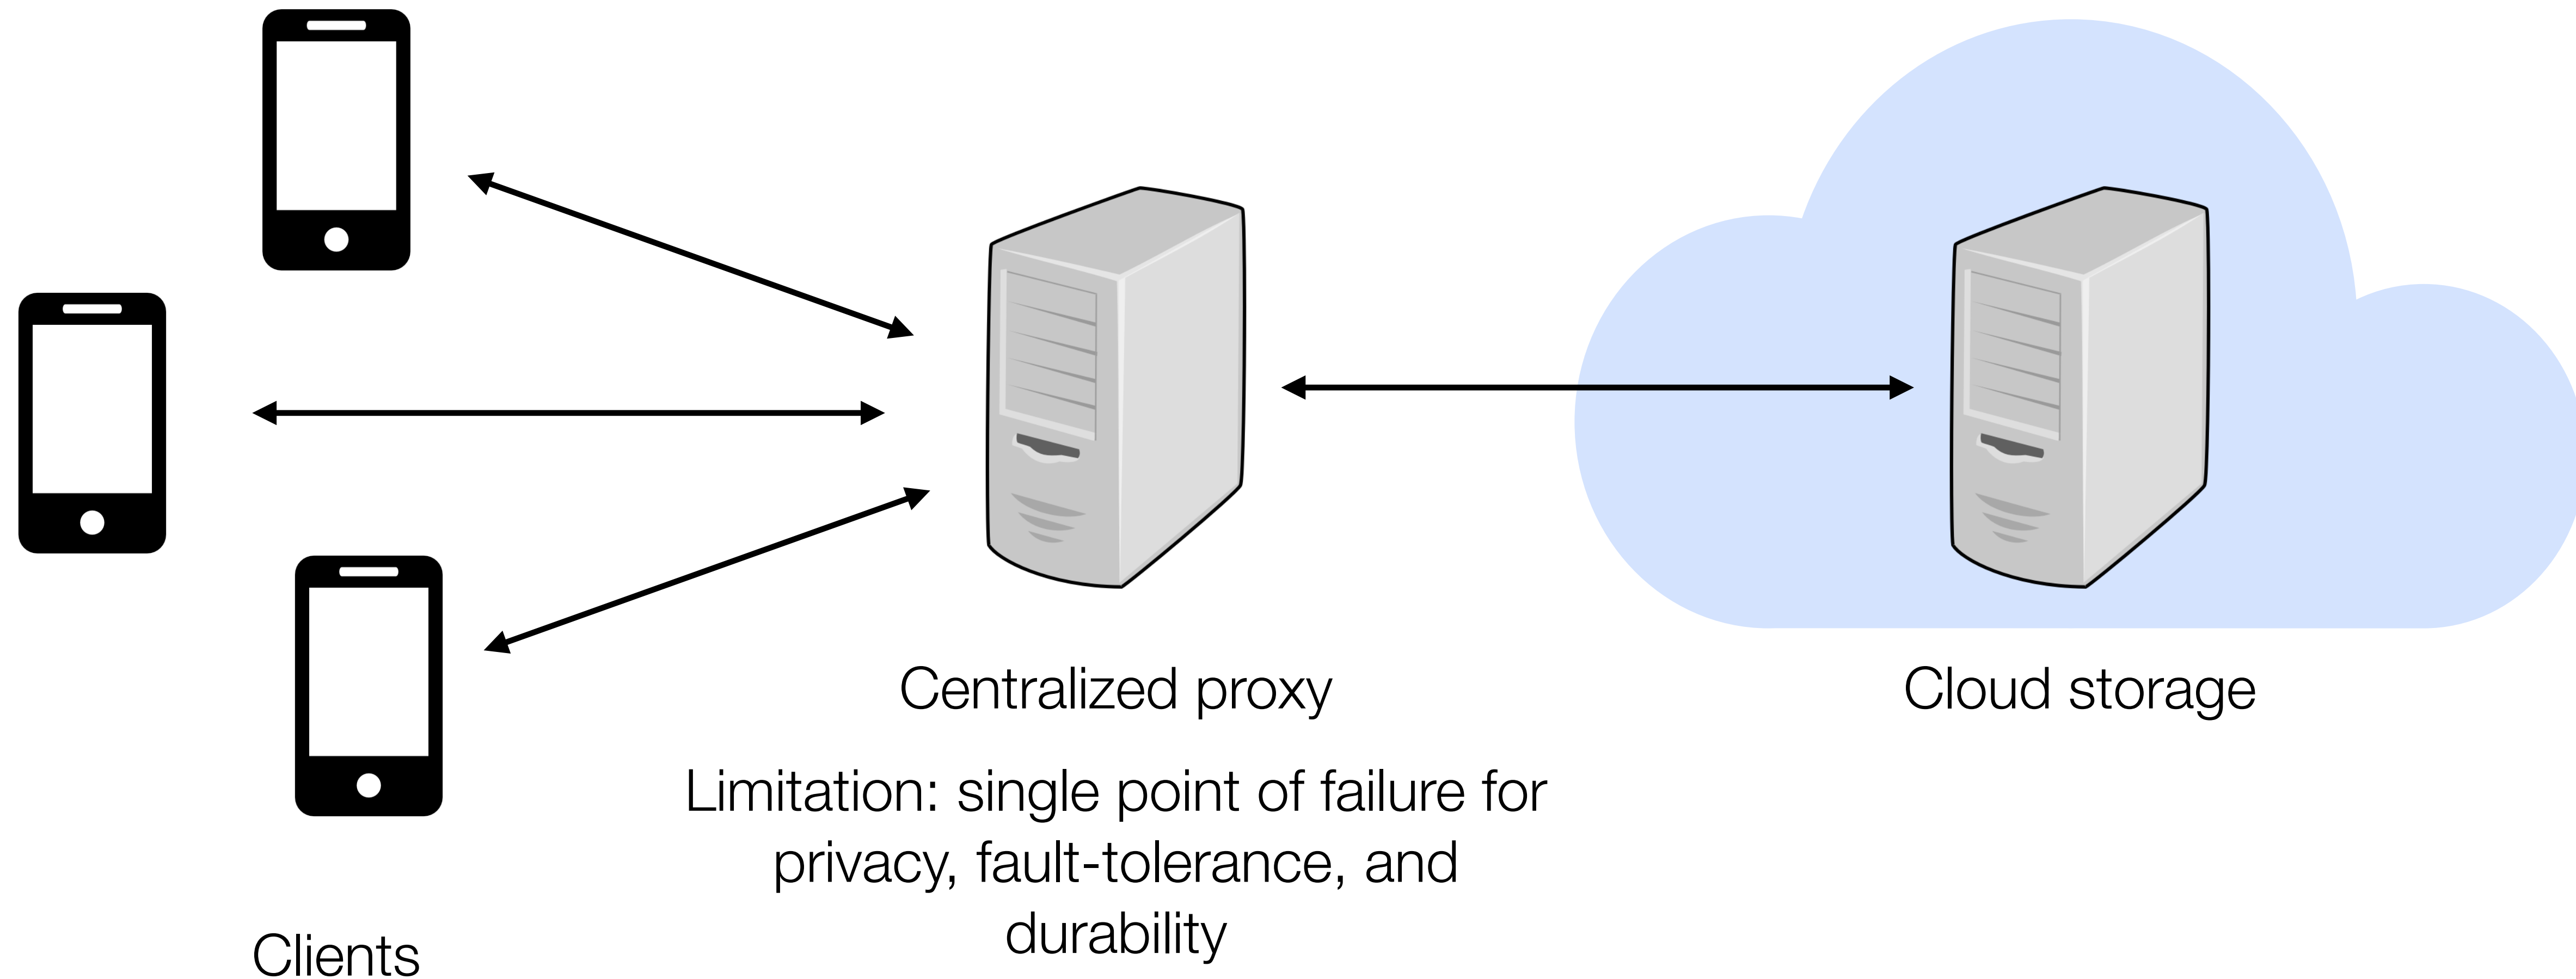 Centralized proxy
Cloud storage
Limitation: single point of failure for
privacy, fault-tolerance, and
durability
Clients